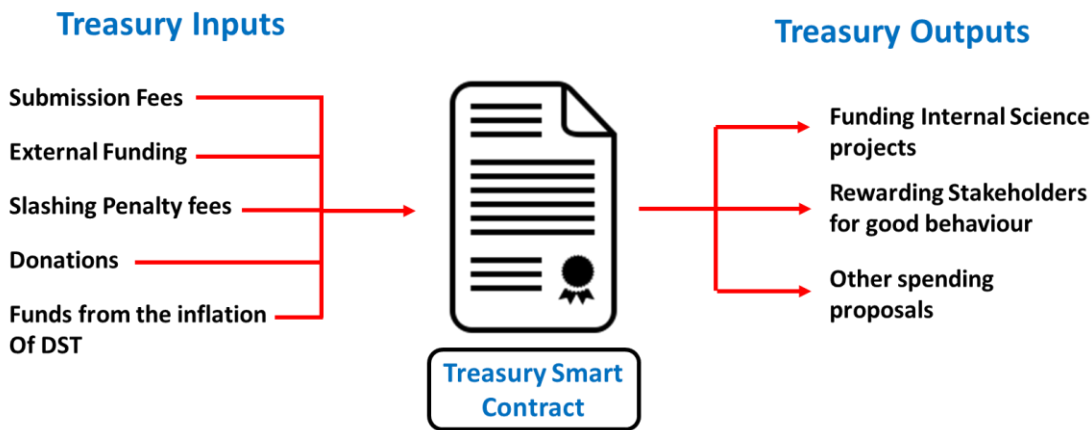 Treasury Inputs
Submission Fees
External Funding
Slashing Penalty fees
Donations
Funds from the inflation
Of DST
Treasury Smart
Contract
Treasury Outputs
Funding Internal Science
projects
Rewarding Stakeholders
for good behaviour
Other spending
proposals